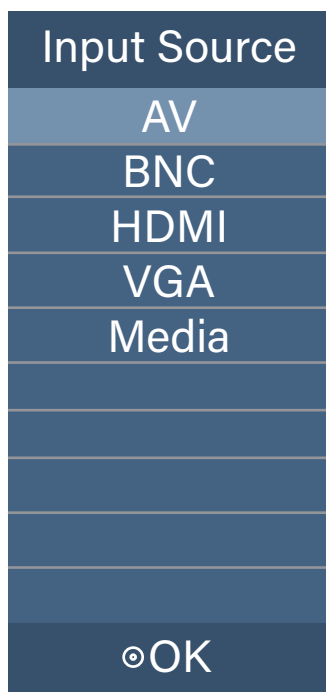 Input Source
AV
BNC
HDMI
VGA
Media
⊙OK